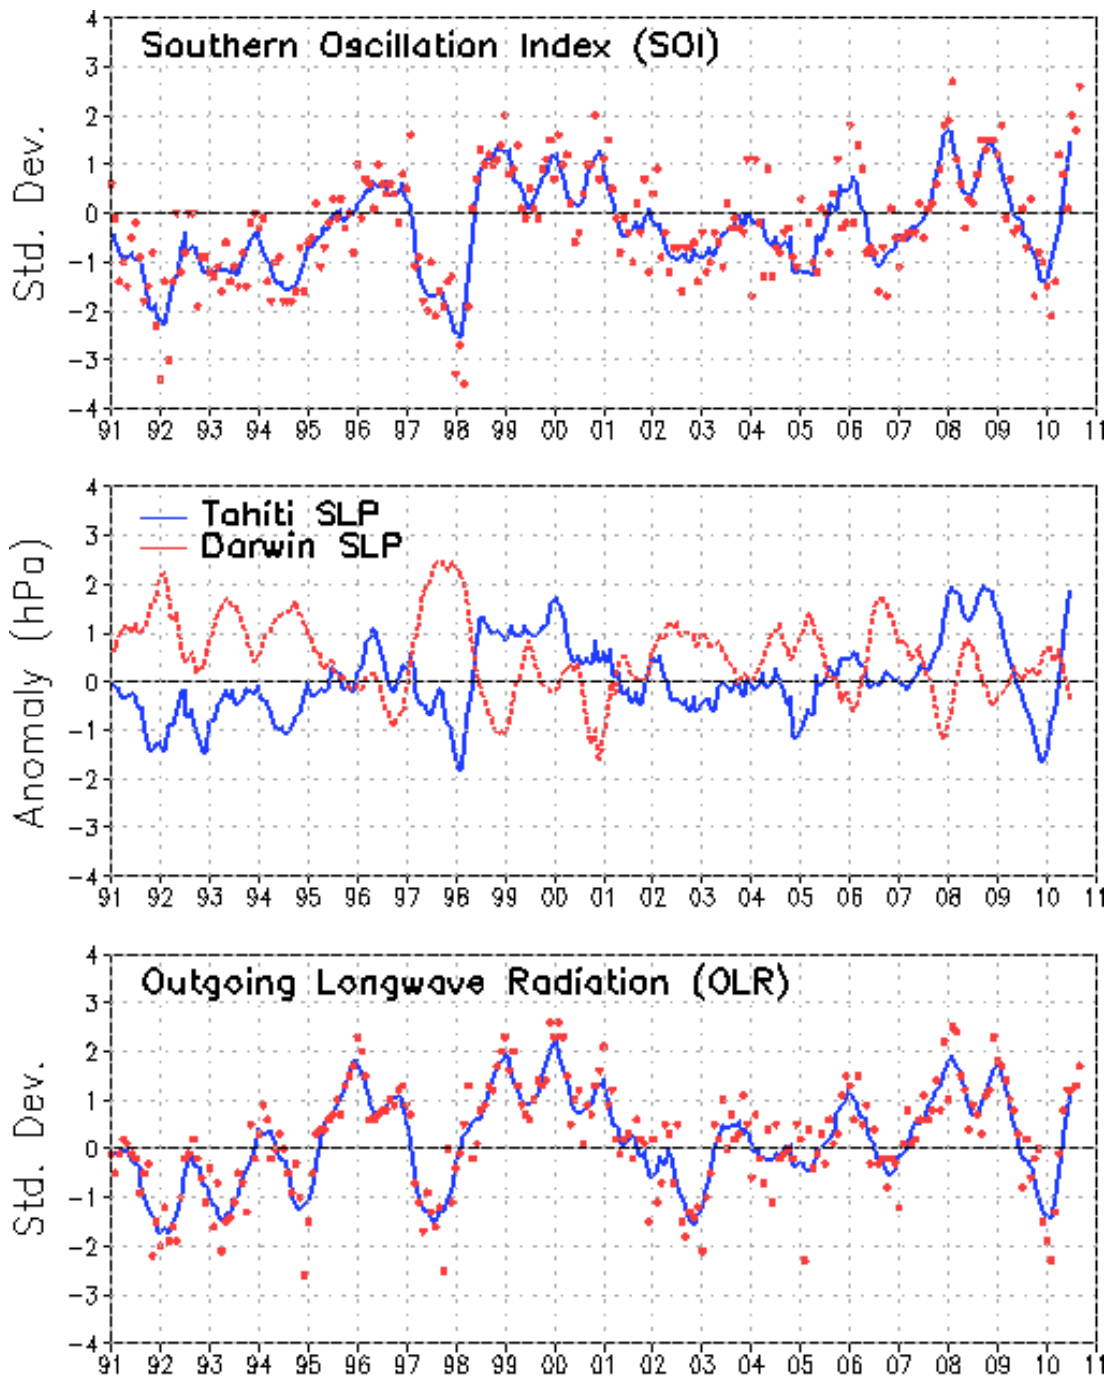 Southern Oscillation Index (SOI)
Std. Dev.
4
3
2
1
0
-1
-2
-3
-4
91 92 93 94 95 96 97 98 99 00 01 02 03 04 05 06 07 08 09 10 11
Tahiti SLP
Darwin SLP
Anomaly (hPa)
4
3
2
1
0
-1
-2
-3
-4
91 92 93 94 95 96 97 98 99 00 01 02 03 04 05 06 07 08 09 10 11
Outgoing Longwave Radiation (OLR)
Std. Dev.
4
3
2
1
0
-1
-2
-3
-4
91 92 93 94 95 96 97 98 99 00 01 02 03 04 05 06 07 08 09 10 11